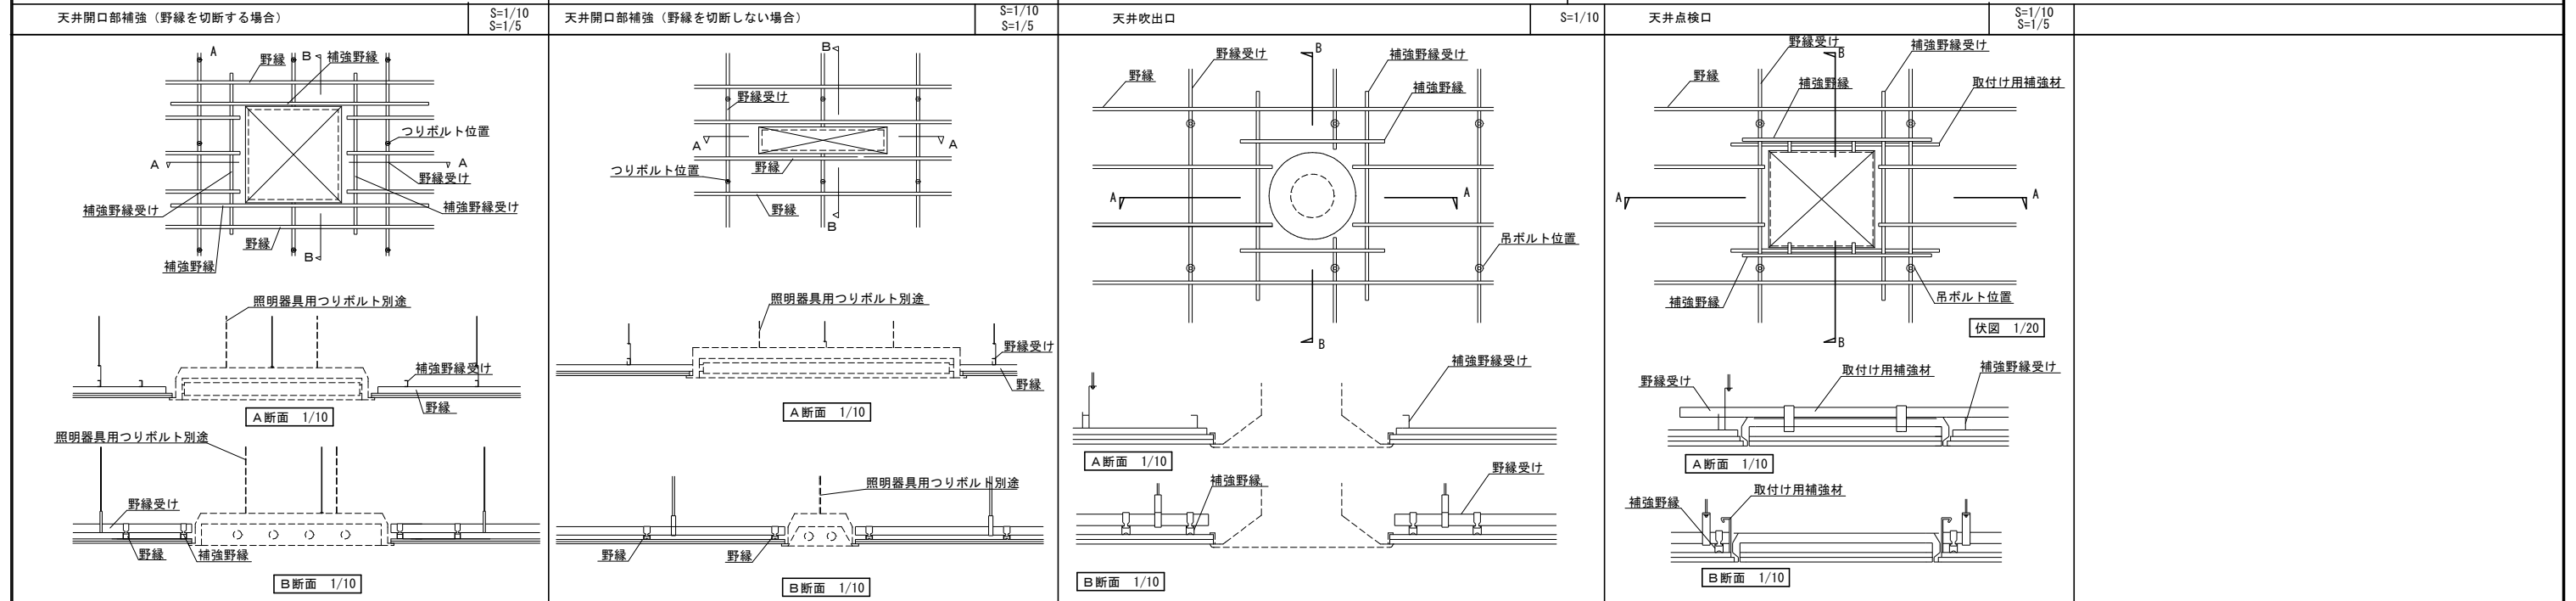 天井開口部補強（野縁を切断する場合）
S=1/10
S=1/5
A
B
野縁
補強野縁
つりボルト位置
A
A
野縁受け
補強野縁受け
補強野縁受け
野縁
B
補強野縁
照明器具用つりボルト別途
補強野縁受け
野縁
A断面 1/10
照明器具用つりボルト別途
野縁受け
野縁
補強野縁
B断面 1/10
天井開口部補強（野縁を切断しない場合）
S=1/10
S=1/5
B
野縁受け
A
A
野縁
つりボルト位置
野縁
B
照明器具用つりボルト別途
野縁受け
野縁
A断面 1/10
照明器具用つりボルト別途
野縁
野縁
B断面 1/10
天井吹出口
S=1/10
野縁受け
B
補強野縁受け
野縁
補強野縁
A
A
吊ボルト位置
B
補強野縁受け
A断面 1/10
補強野縁
野縁受け
B断面 1/10
天井点検口
S=1/10
S=1/5
野縁受け
B
補強野縁受け
野縁
補強野縁
取付け用補強材
A
A
補強野縁
吊ボルト位置
伏図 1/20
B
野縁受け
取付け用補強材
補強野縁受け
A断面 1/10
補強野縁
取付け用補強材
B断面 1/10